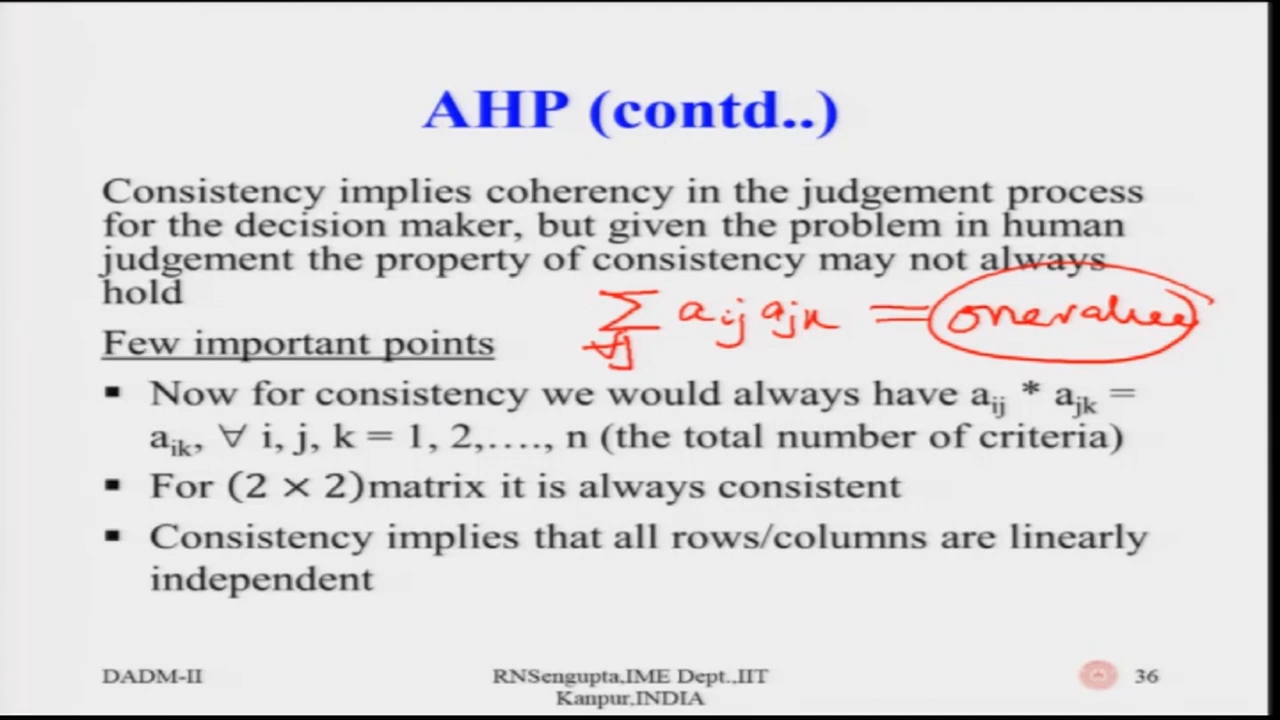 AHP (contd..)
Consistency implies coherency in the judgement process
for the decision maker, but given the problem in human
judgement the property of consistency may not always
hold
∑ aij ajk = one value
∀j
Few important points
▪ Now for consistency we would always have aij * ajk =
aik, ∀ i, j, k = 1, 2,…., n (the total number of criteria)
▪ For (2 × 2)matrix it is always consistent
▪ Consistency implies that all rows/columns are linearly
independent
DADM-II
RNSengupta,IME Dept.,IIT
Kanpur,INDIA
36